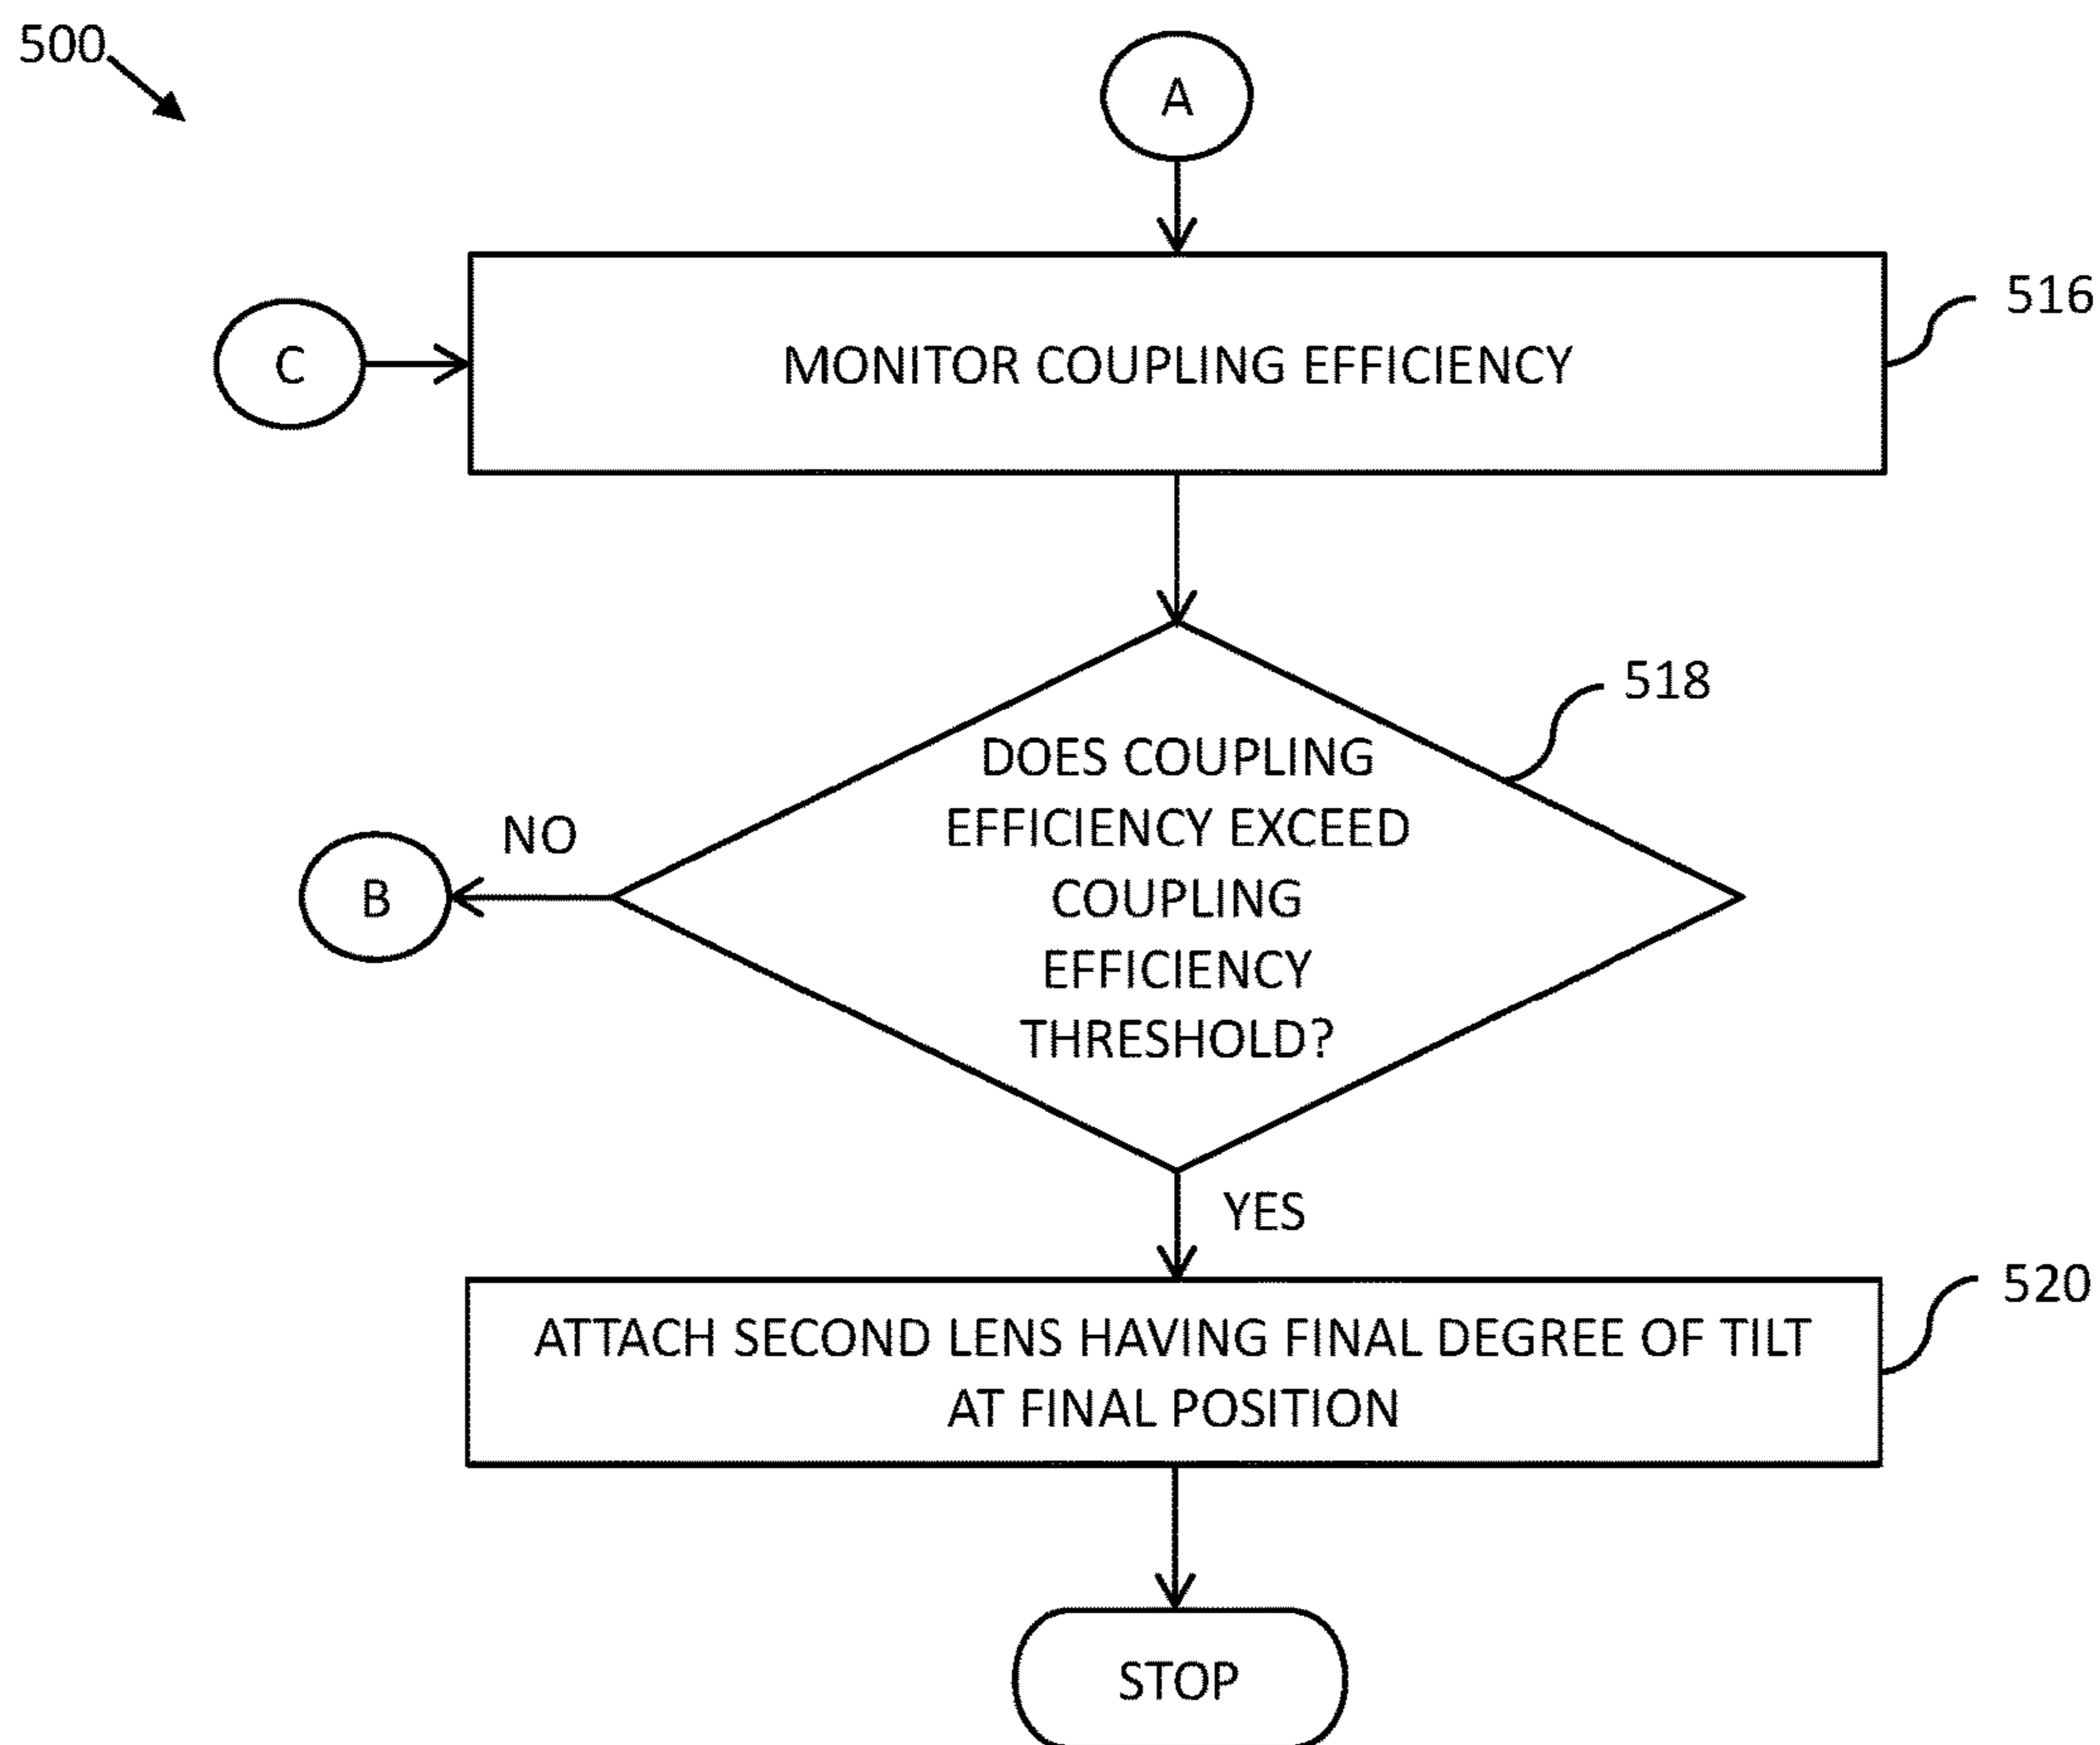 500
A
516
C
MONITOR COUPLING EFFICIENCY
518
DOES COUPLING
EFFICIENCY EXCEED
COUPLING
EFFICIENCY
THRESHOLD?
NO
B
YES
520
ATTACH SECOND LENS HAVING FINAL DEGREE OF TILT
AT FINAL POSITION
STOP